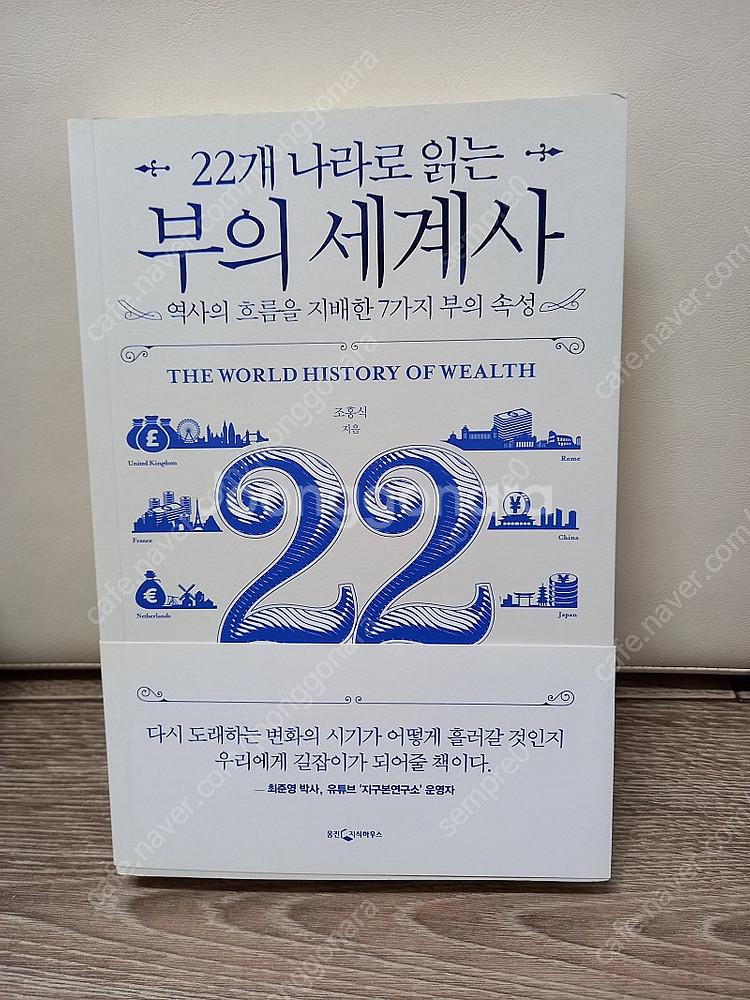 22개 나라로 읽는
부의 세계사
역사의 흐름을 지배한 7가지 부의 속성
THE WORLD HISTORY OF WEALTH
조홍식
지음
United Kingdom
Rome
France
China
Netherlands
Japan
22
다시 도래하는 변화의 시기가 어떻게 흘러갈 것인지
우리에게 길잡이가 되어줄 책이다.
— 최준영 박사, 유튜브 '지구본연구소' 운영자
웅진 지식하우스
joonggonara
cafe.naver.com/joonggonara
sempre00